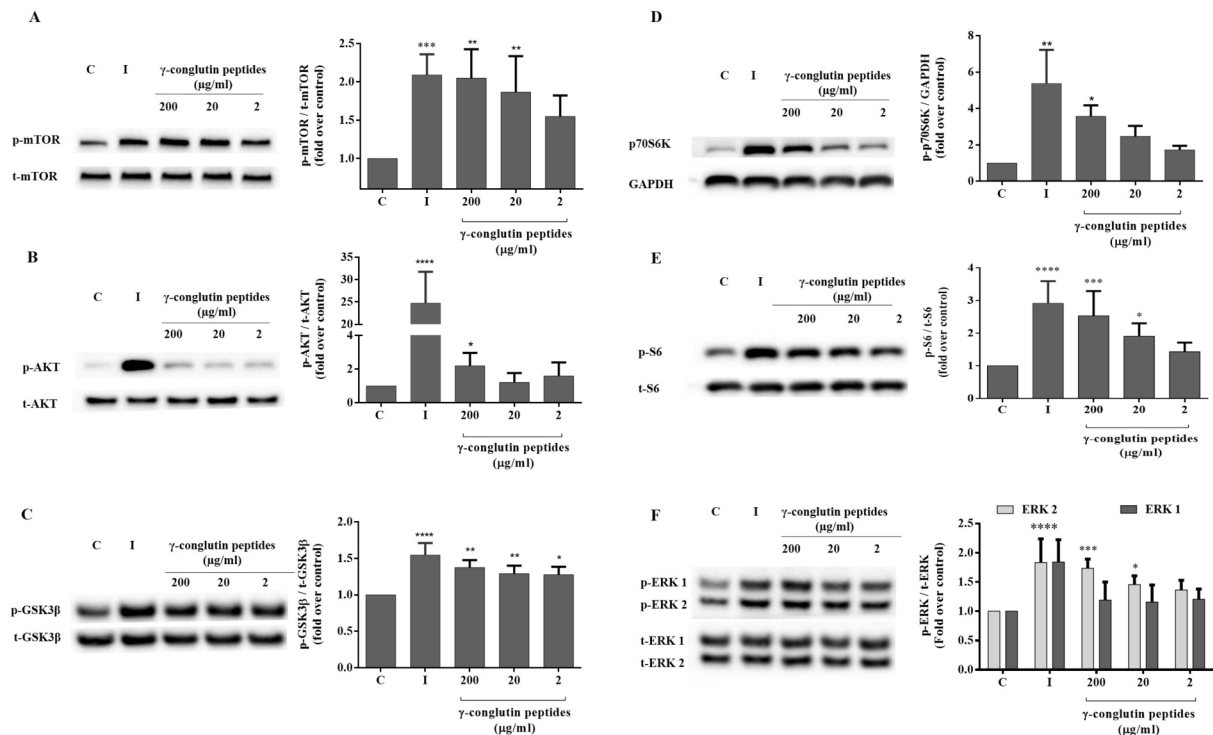 A
C I γ-conglutin peptides
(µg/ml)
200 20 2
p-mTOR
t-mTOR
p-mTOR / t-mTOR
(fold over control)
2.5
2.0
1.5
1.0
*** ** **
C I 200 20 2
γ-conglutin peptides
(µg/ml)
B
C I γ-conglutin peptides
(µg/ml)
200 20 2
p-AKT
t-AKT
p-AKT / t-AKT
(fold over control)
35
30
25
20
15
4
2
0
**** *
C I 200 20 2
γ-conglutin peptides
(µg/ml)
C
C I γ-conglutin peptides
(µg/ml)
200 20 2
p-GSK3β
t-GSK3β
p-GSK3β / t-GSK3β
(fold over control)
2.0
1.5
1.0
0.5
0.0
**** ** ** *
C I 200 20 2
γ-conglutin peptides
(µg/ml)
D
C I γ-conglutin peptides
(µg/ml)
200 20 2
p70S6K
GAPDH
p-p70S6K / GAPDH
(fold over control)
8
6
4
2
0
** *
C I 200 20 2
γ-conglutin peptides
(µg/ml)
E
C I γ-conglutin peptides
(µg/ml)
200 20 2
p-S6
t-S6
p-S6 / t-S6
(fold over control)
4
3
2
1
0
**** *** *
C I 200 20 2
γ-conglutin peptides
(µg/ml)
F
C I γ-conglutin peptides
(µg/ml)
200 20 2
p-ERK 1
p-ERK 2
t-ERK 1
t-ERK 2
ERK 2 ERK 1
p-ERK / t-ERK
(Fold over control)
2.5
2.0
1.5
1.0
0.5
0.0
**** *** *
C I 200 20 2
γ-conglutin peptides
(µg/ml)